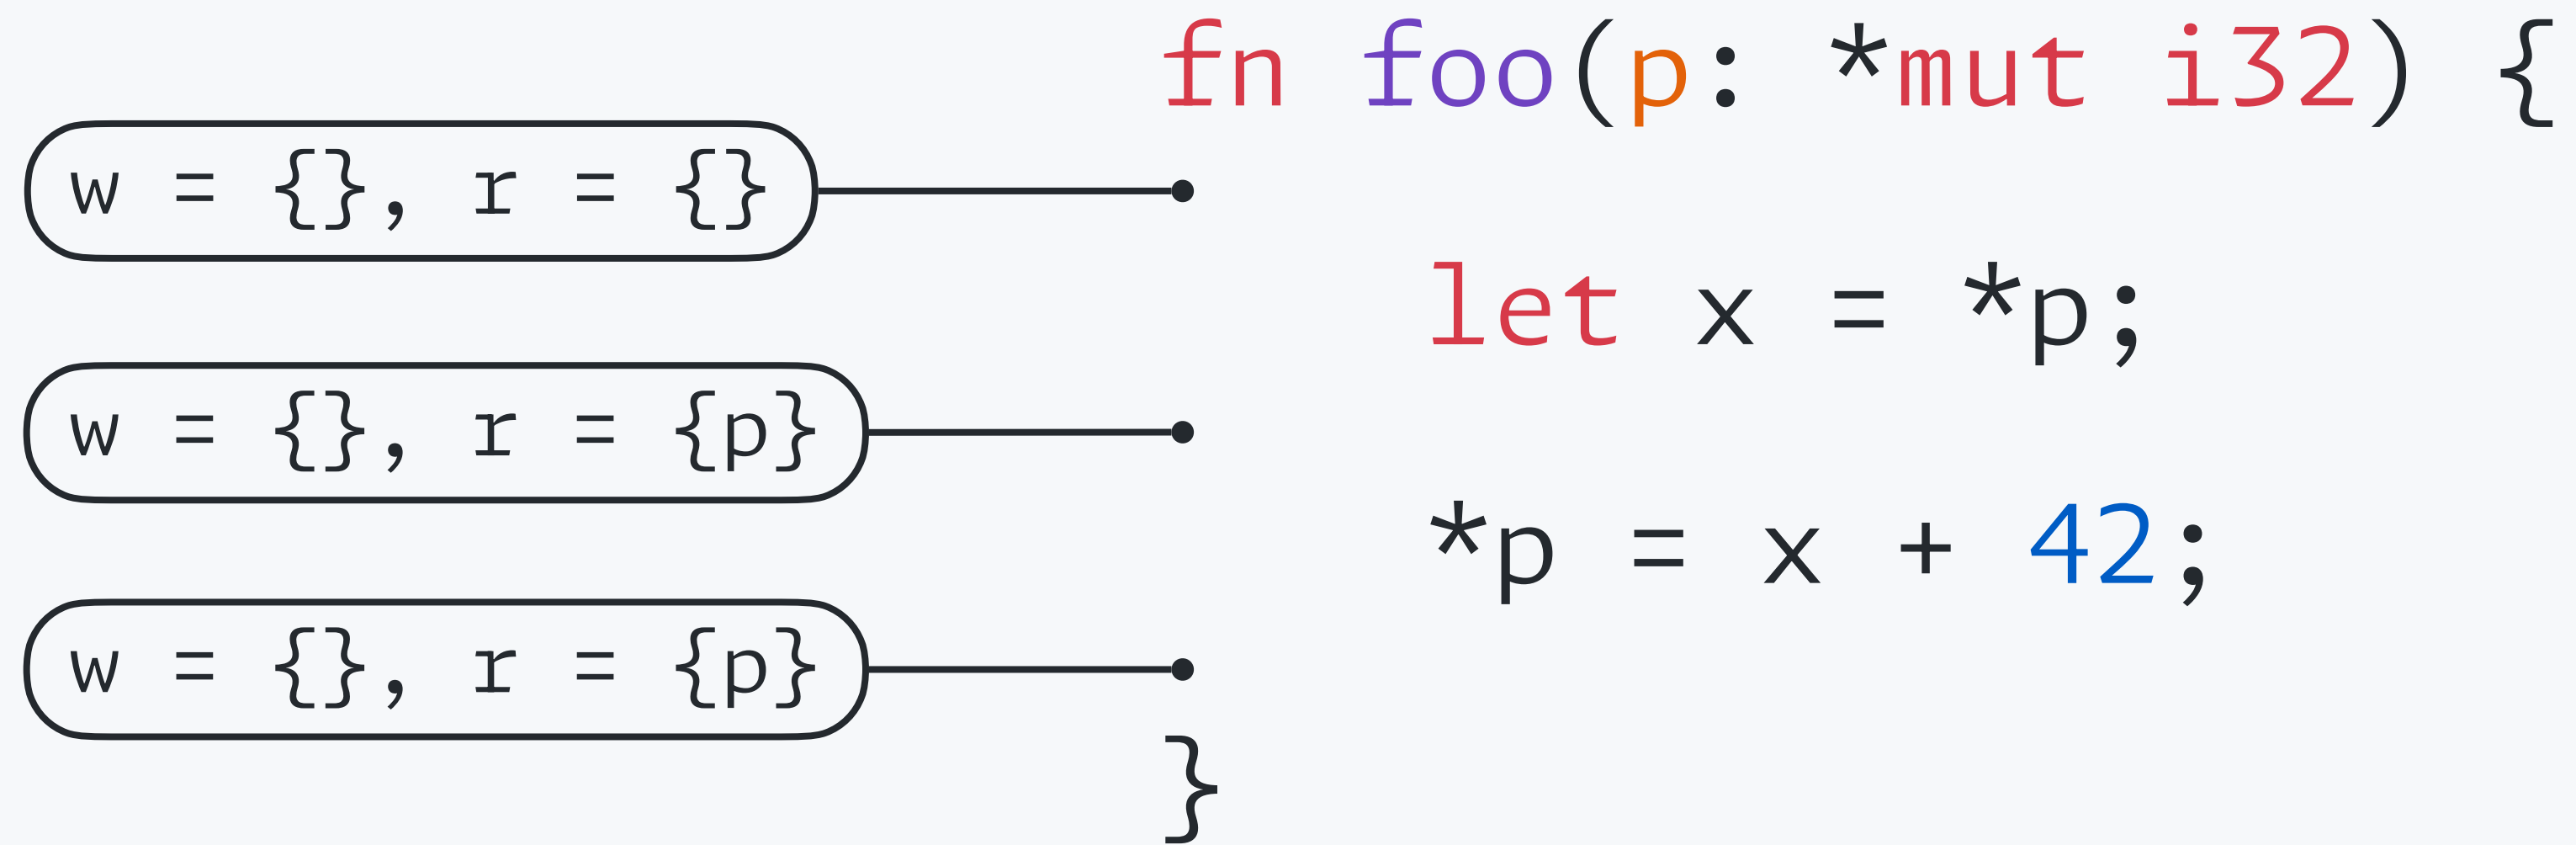 fn foo(p: *mut i32) {
w = {}, r = {}
let x = *p;
w = {}, r = {p}
*p = x + 42;
w = {}, r = {p}
}